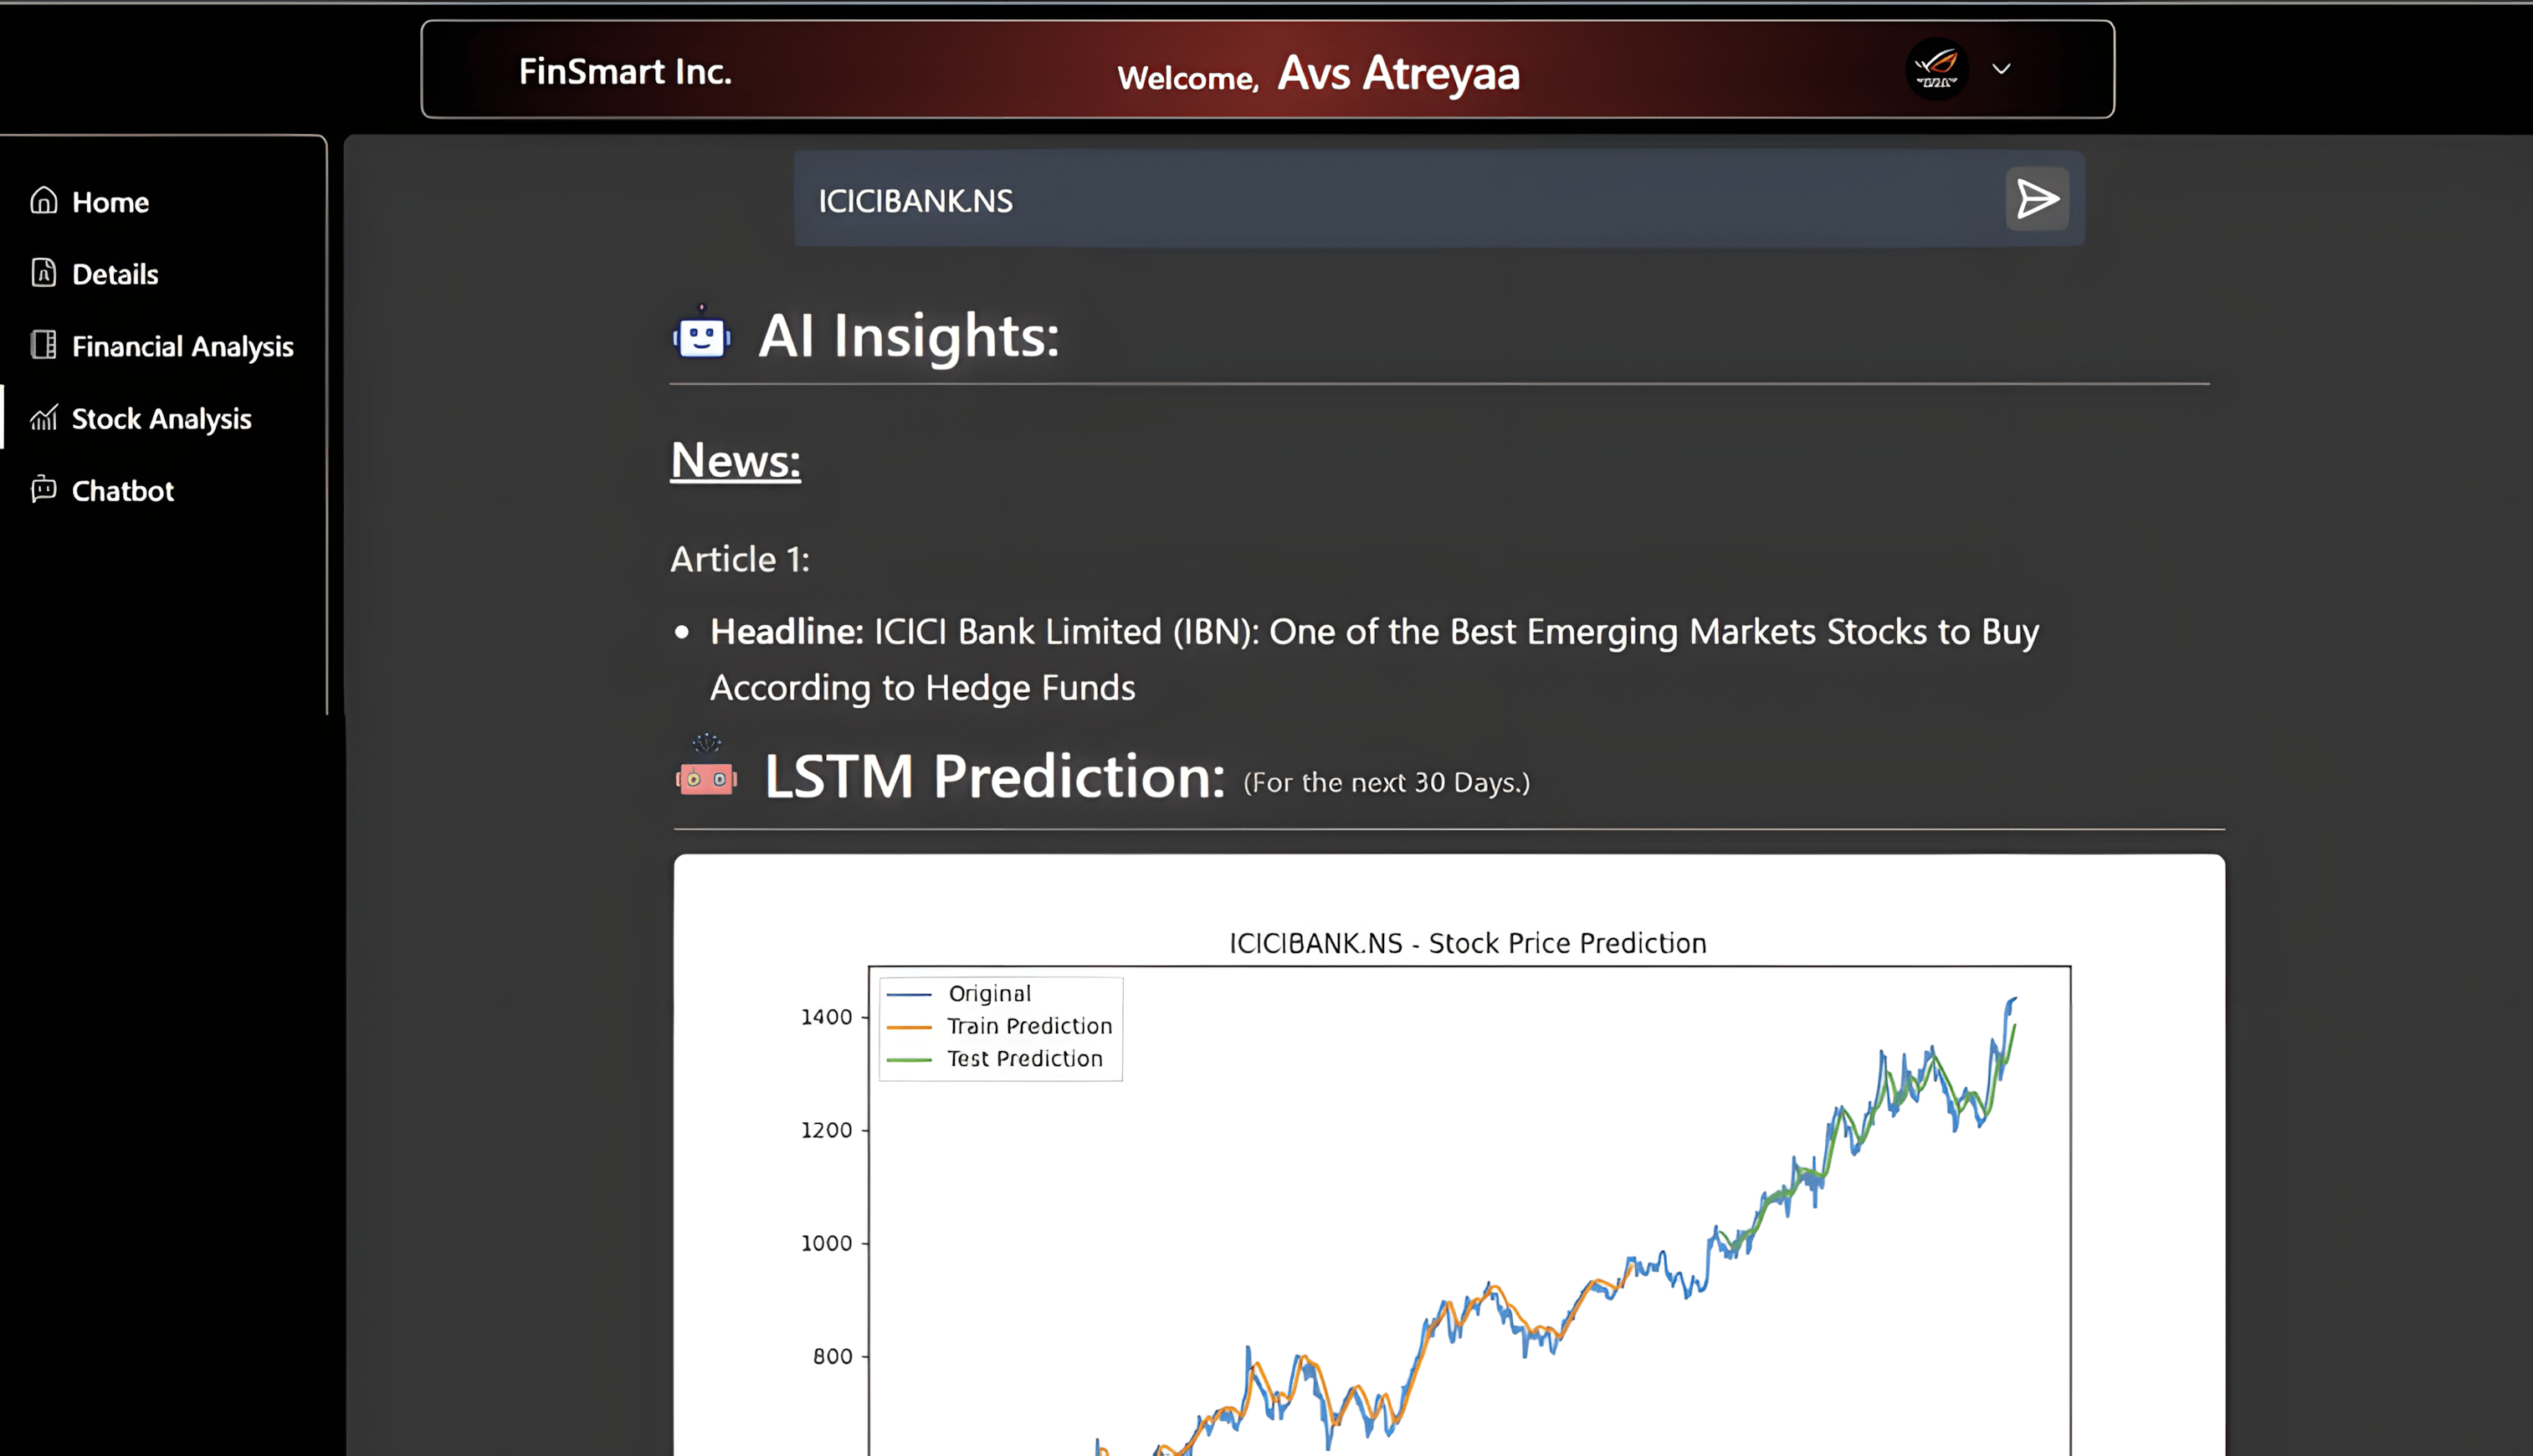 FinSmart Inc.
Welcome, Avs Atreyaa
Home
Details
Financial Analysis
Stock Analysis
Chatbot
ICICIBANK.NS
AI Insights:
News:
Article 1:
Headline: ICICI Bank Limited (IBN): One of the Best Emerging Markets Stocks to Buy
According to Hedge Funds
LSTM Prediction: (For the next 30 Days.)
ICICIBANK.NS - Stock Price Prediction
Original
Train Prediction
Test Prediction
1400
1200
1000
800